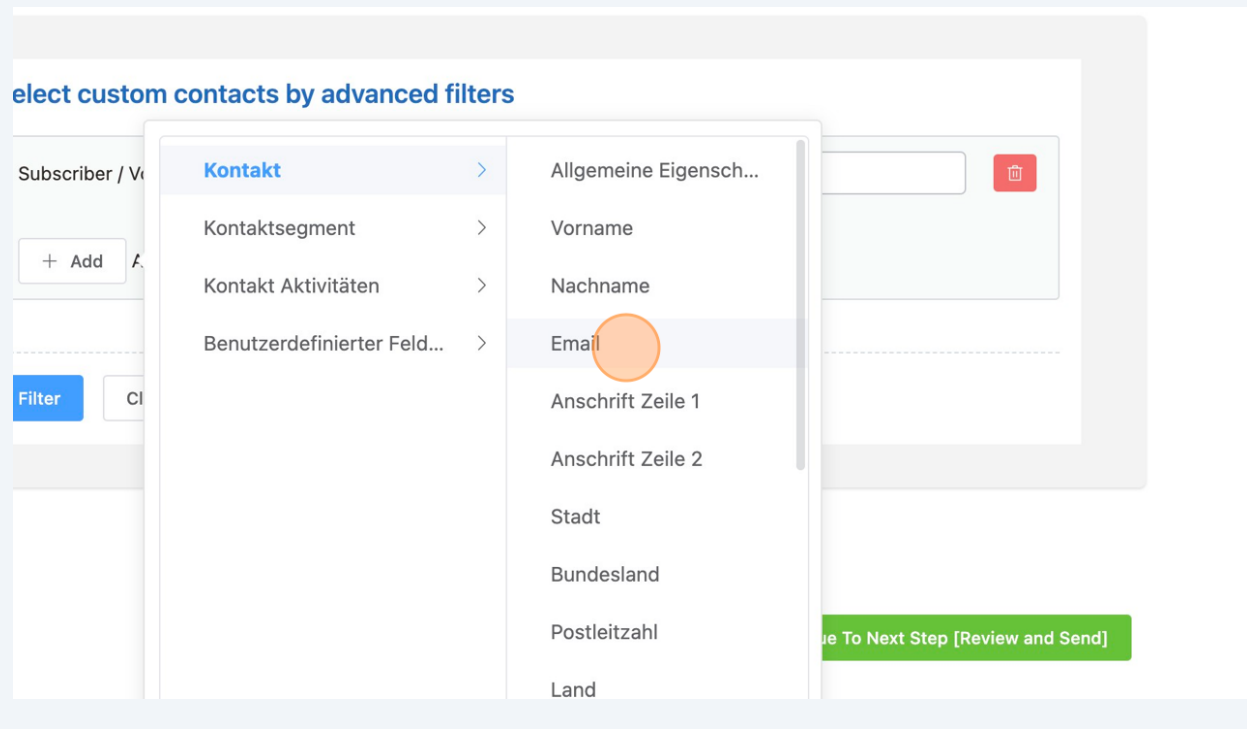 elect custom contacts by advanced filters
Subscriber /
Kontakt
Kontaktsegment
Kontakt Aktivitäten
Benutzerdefinierter Feld...
Allgemeine Eigensch...
Vorname
Nachname
Email
Anschrift Zeile 1
Anschrift Zeile 2
Stadt
Bundesland
Postleitzahl
Land
+ Add
Filter
Cl
ue To Next Step [Review and Send]